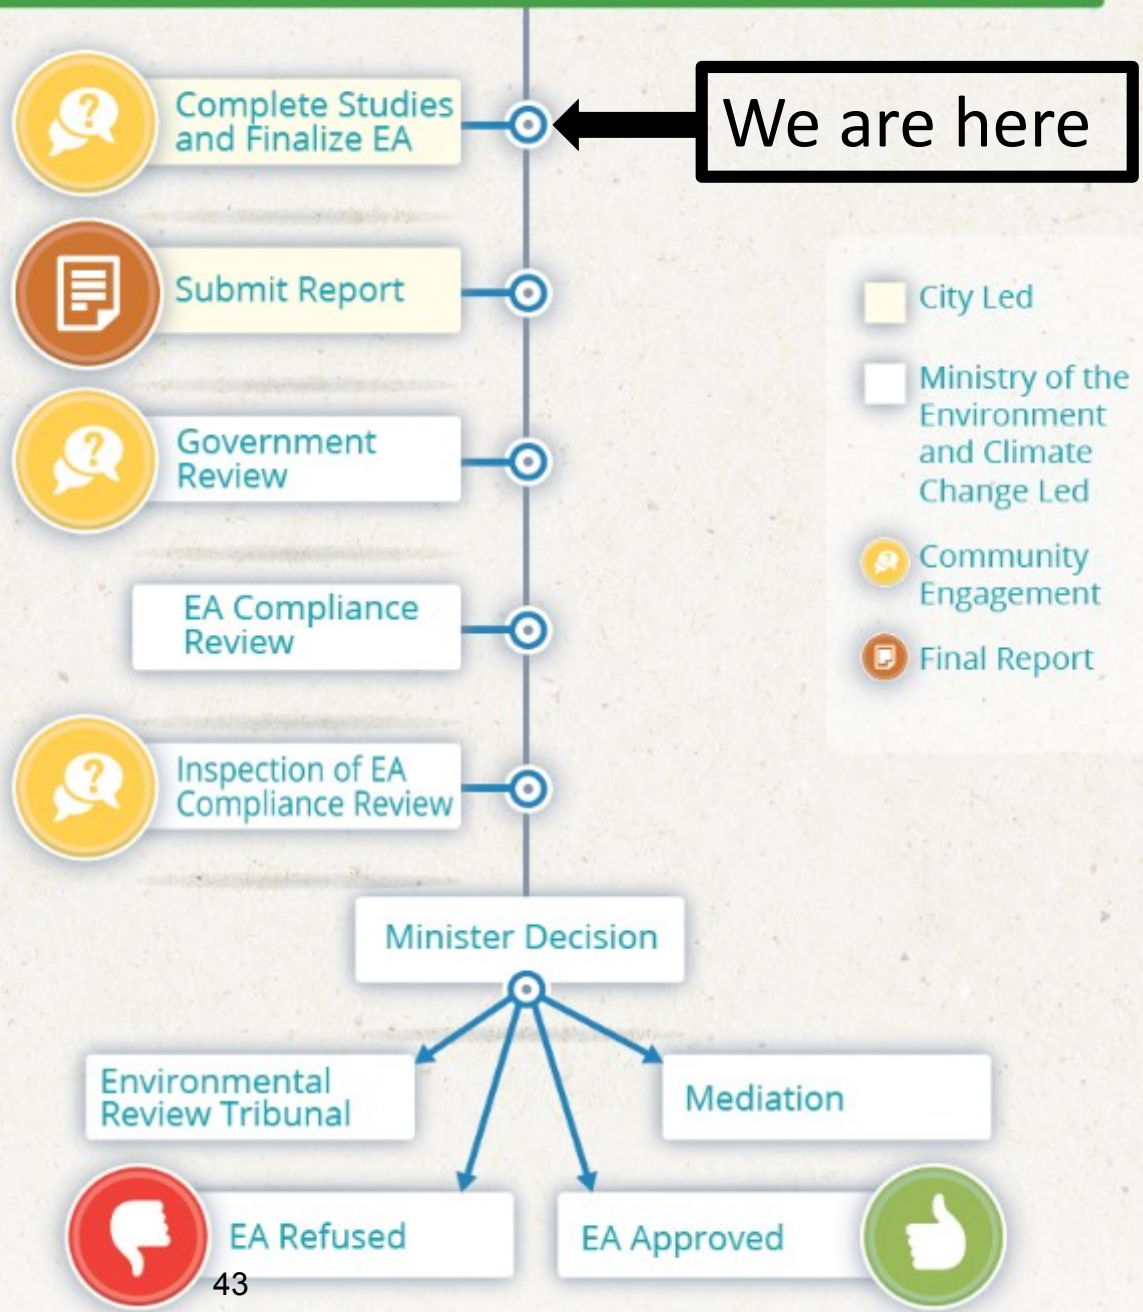 Complete Studies
and Finalize EA
We are here
Submit Report
City Led
Ministry of the
Environment
and Climate
Change Led
Government
Review
Community
Engagement
EA Compliance
Review
Final Report
Inspection of EA
Compliance Review
Minister Decision
Environmental
Review Tribunal
Mediation
EA Refused
EA Approved
43